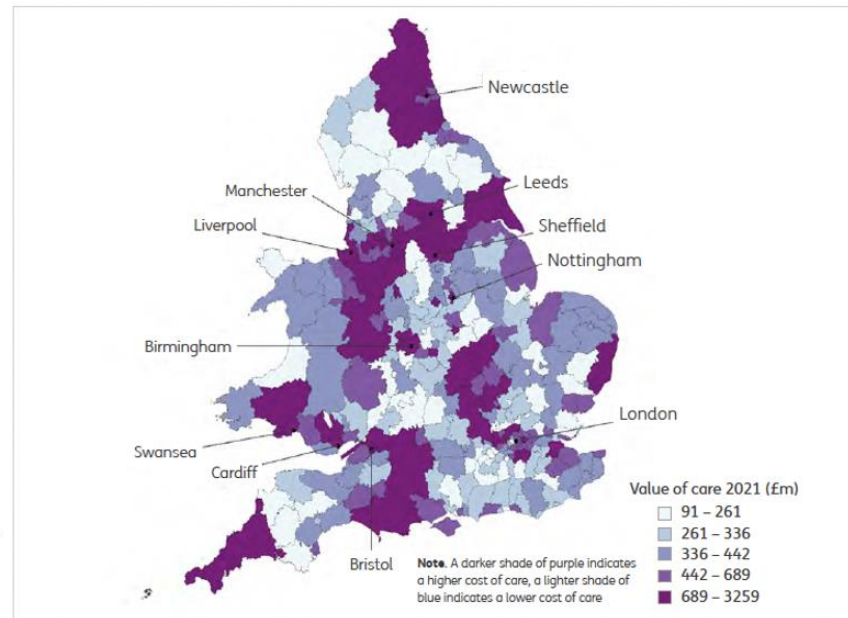 Newcastle
Manchester
Leeds
Liverpool
Sheffield
Nottingham
Birmingham
London
Swansea
Cardiff
Bristol
Value of care 2021 (£m)
91 – 261
261 – 336
336 – 442
442 – 689
689 – 3259
Note. A darker shade of purple indicates
a higher cost of care, a lighter shade of
blue indicates a lower cost of care